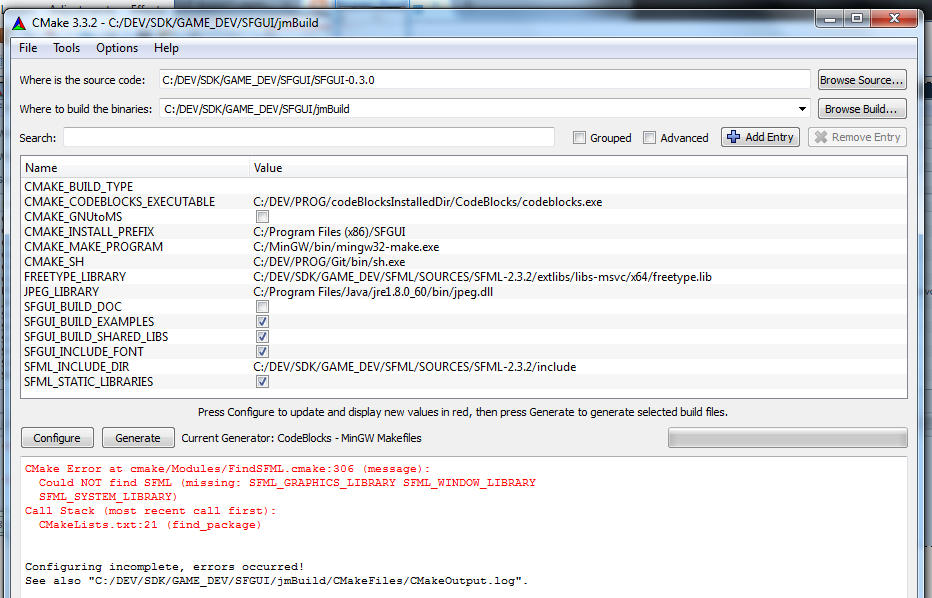 CMake 3.3.2 - C:/DEV/SDK/GAME_DEV/SFGUI/jmBuild
File Tools Options Help
Where is the source code: C:/DEV/SDK/GAME_DEV/SFGUI/SFGUI-0.3.0 Browse Source...
Where to build the binaries: C:/DEV/SDK/GAME_DEV/SFGUI/jmBuild Browse Build...
Search: Grouped Advanced Add Entry Remove Entry
Name Value
CMAKE_BUILD_TYPE
CMAKE_CODEBLOCKS_EXECUTABLE C:/DEV/PROG/codeBlocksInstalledDir/CodeBlocks/codeblocks.exe
CMAKE_GNUtoMS
CMAKE_INSTALL_PREFIX C:/Program Files (x86)/SFGUI
CMAKE_MAKE_PROGRAM C:/MinGW/bin/mingw32-make.exe
CMAKE_SH C:/DEV/PROG/Git/bin/sh.exe
FREETYPE_LIBRARY C:/DEV/SDK/GAME_DEV/SFML/SOURCES/SFML-2.3.2/extlibs/libs-msvc/x64/freetype.lib
JPEG_LIBRARY C:/Program Files/Java/jre1.8.0_60/bin/jpeg.dll
SFGUI_BUILD_DOC
SFGUI_BUILD_EXAMPLES
SFGUI_BUILD_SHARED_LIBS
SFGUI_INCLUDE_FONT
SFML_INCLUDE_DIR C:/DEV/SDK/GAME_DEV/SFML/SOURCES/SFML-2.3.2/include
SFML_STATIC_LIBRARIES
Press Configure to update and display new values in red, then press Generate to generate selected build files.
Configure Generate Current Generator: CodeBlocks - MinGW Makefiles
CMake Error at cmake/Modules/FindSFML.cmake:306 (message):
Could NOT find SFML (missing: SFML_GRAPHICS_LIBRARY SFML_WINDOW_LIBRARY
SFML_SYSTEM_LIBRARY)
Call Stack (most recent call first):
CMakeLists.txt:21 (find_package)
Configuring incomplete, errors occurred!
See also "C:/DEV/SDK/GAME_DEV/SFGUI/jmBuild/CMakeFiles/CMakeOutput.log".